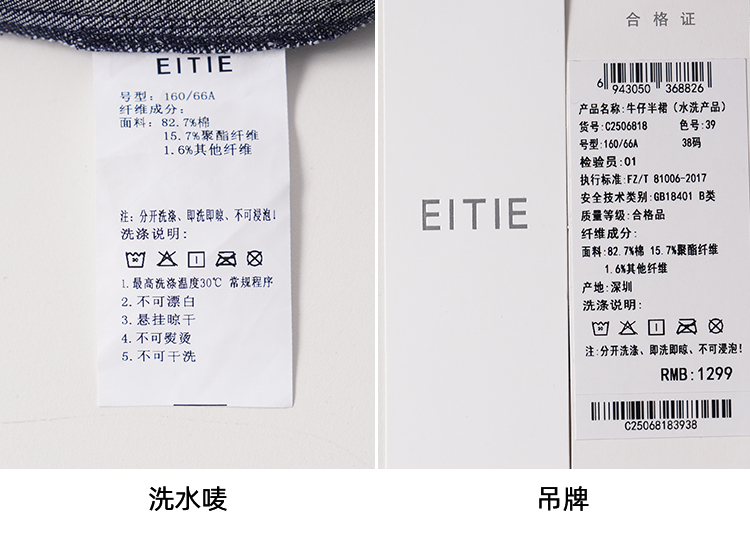 EITIE
号型: 160/66A
纤维成分:
面料: 82.7%棉
15.7%聚酯纤维
1.6%其他纤维
注: 分开洗涤、即洗即晾、不可浸泡!
洗涤说明:
1.最高洗涤温度30℃ 常规程序
2.不可漂白
3.悬挂晾干
4.不可熨烫
5.不可干洗
洗水唛
EITIE
合格证
6 943050 368826
产品名称:牛仔半裙(水洗产品)
货号:C2506818 色号:39
号型:160/66A 38码
检验员:01
执行标准:FZ/T 81006-2017
安全技术类别:GB18401 B类
质量等级:合格品
纤维成分:
面料:82.7%棉 15.7%聚酯纤维
1.6%其他纤维
产地:深圳
洗涤说明:
注:分开洗涤、即洗即晾、不可浸泡!
RMB:1299
C25068183938
吊牌